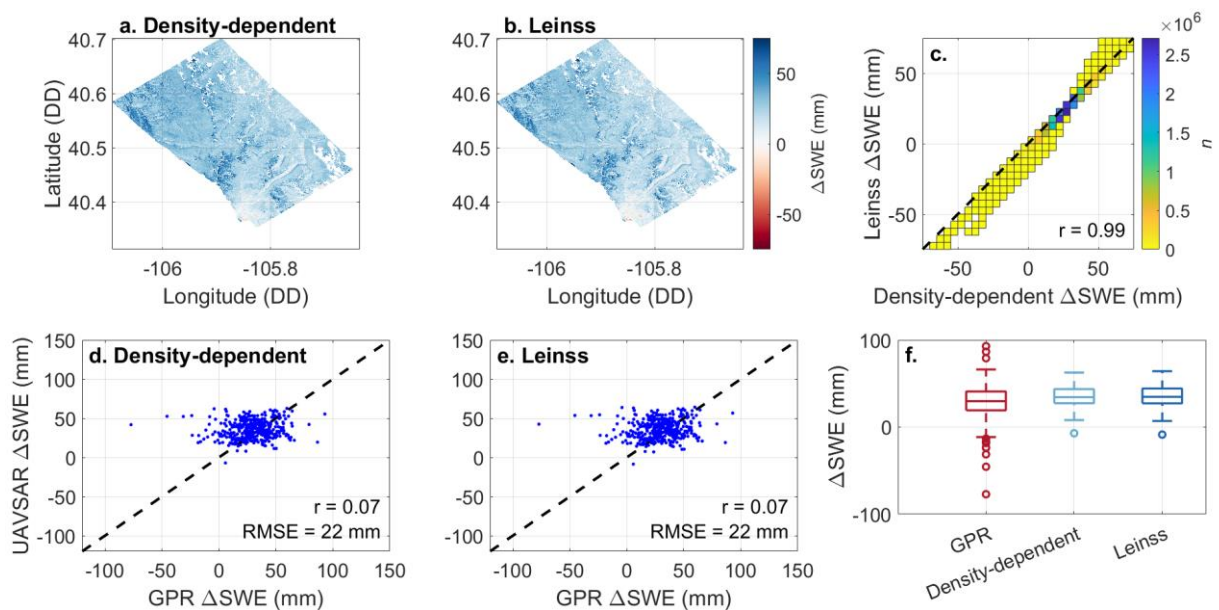 a. Density-dependent
40.7
40.6
40.5
40.4
Latitude (DD)
-106
-105.8
Longitude (DD)
b. Leinss
40.7
40.6
40.5
40.4
-106
-105.8
Longitude (DD)
50
0
-50
ΔSWE (mm)
c.
50
0
-50
Leinss ΔSWE (mm)
r = 0.99
-50
0
50
Density-dependent ΔSWE (mm)
×10⁶
2.5
2
1.5
1
0.5
0
n
d. Density-dependent
150
100
50
0
-50
-100
UAVSAR ΔSWE (mm)
r = 0.07
RMSE = 22 mm
-100
-50
0
50
100
150
GPR ΔSWE (mm)
e. Leinss
150
100
50
0
-50
-100
r = 0.07
RMSE = 22 mm
-100
-50
0
50
100
150
GPR ΔSWE (mm)
f.
100
0
-100
ΔSWE (mm)
GPR
Density-dependent
Leinss